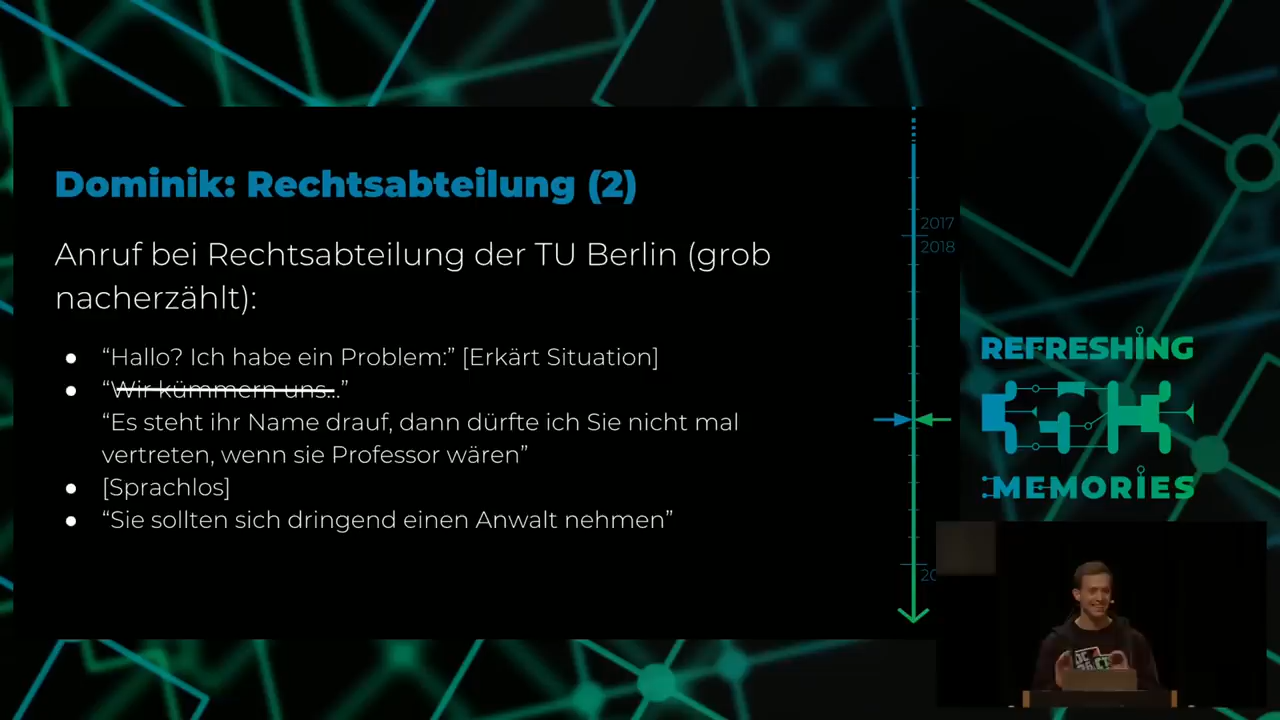 Dominik: Rechtsabteilung (2)
Anruf bei Rechtsabteilung der TU Berlin (grob
nacherzählt):
● “Hallo? Ich habe ein Problem:” [Erkärt Situation]
● “Wir kümmern uns...”
“Es steht ihr Name drauf, dann dürfte ich Sie nicht mal
vertreten, wenn sie Professor wären”
● [Sprachlos]
● “Sie sollten sich dringend einen Anwalt nehmen”
2017
2018
20
REFRESHING
MEMORIES